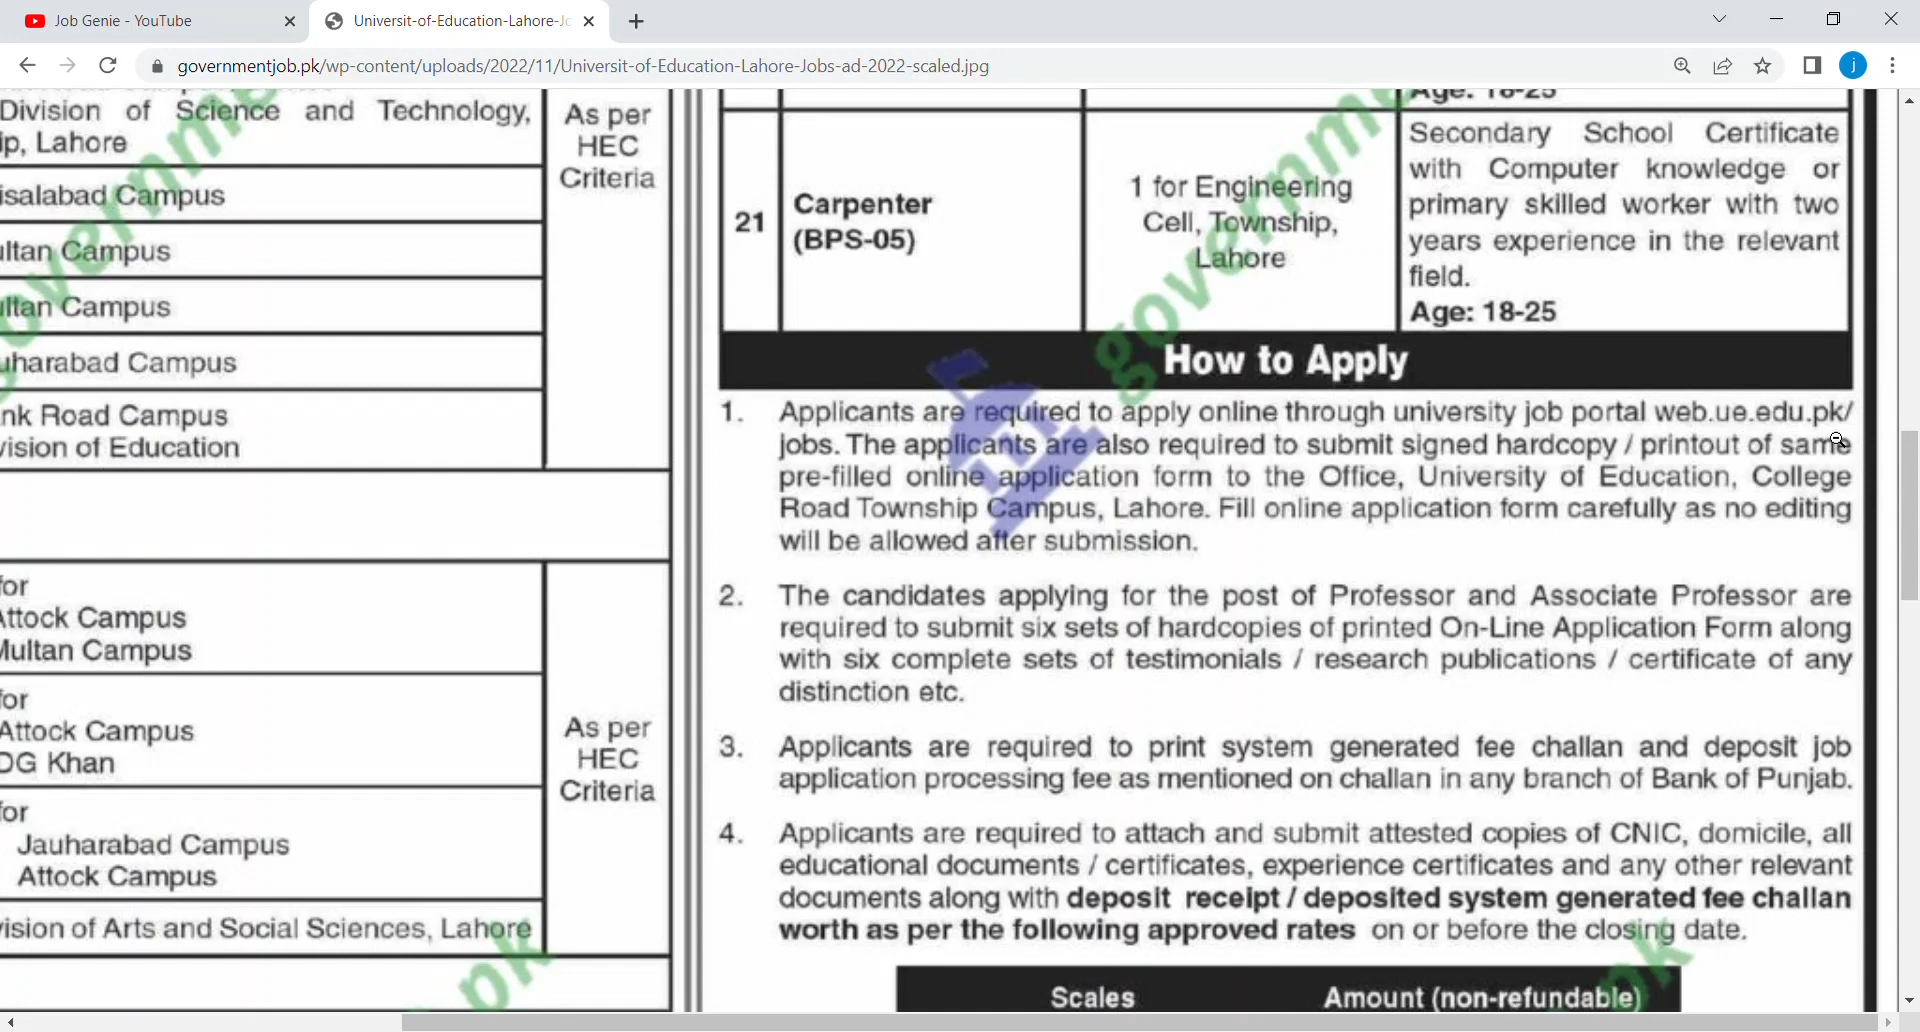 Job Genie - YouTube
Universit-of-Education-Lahore-Jo
governmentjob.pk/wp-content/uploads/2022/11/Universit-of-Education-Lahore-Jobs-ad-2022-scaled.jpg
j
Division of Science and Technology,
ip, Lahore
isalabad Campus
ultan Campus
ultan Campus
uharabad Campus
nk Road Campus
vision of Education
As per
HEC
Criteria
for
Attock Campus
Multan Campus
for
Attock Campus
DG Khan
for
Jauharabad Campus
Attock Campus
vision of Arts and Social Sciences, Lahore
As per
HEC
Criteria
Age: 18-25
21
Carpenter
(BPS-05)
1 for Engineering
Cell, Township,
Lahore
Secondary School Certificate
with Computer knowledge or
primary skilled worker with two
years experience in the relevant
field.
Age: 18-25
How to Apply
1. Applicants are required to apply online through university job portal web.ue.edu.pk/
jobs. The applicants are also required to submit signed hardcopy / printout of same
pre-filled online application form to the Office, University of Education, College
Road Township Campus, Lahore. Fill online application form carefully as no editing
will be allowed after submission.
2. The candidates applying for the post of Professor and Associate Professor are
required to submit six sets of hardcopies of printed On-Line Application Form along
with six complete sets of testimonials / research publications / certificate of any
distinction etc.
3. Applicants are required to print system generated fee challan and deposit job
application processing fee as mentioned on challan in any branch of Bank of Punjab.
4. Applicants are required to attach and submit attested copies of CNIC, domicile, all
educational documents / certificates, experience certificates and any other relevant
documents along with deposit receipt / deposited system generated fee challan
worth as per the following approved rates on or before the closing date.
Scales Amount (non-refundable)
governme
governme
.pk
pk